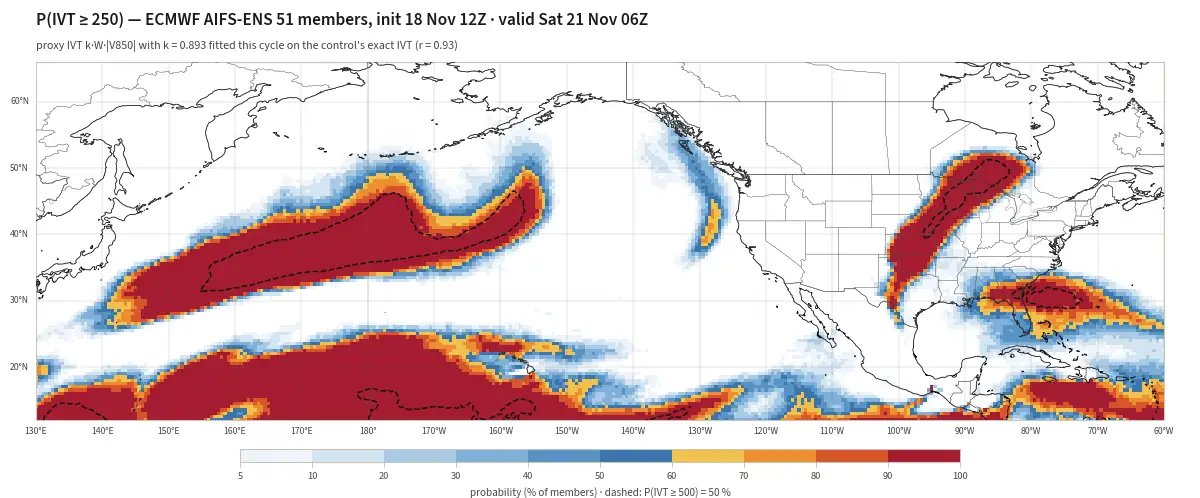 P(IVT ≥ 250) — ECMWF AIFS-ENS 51 members, init 18 Nov 12Z · valid Sat 21 Nov 06Z
proxy IVT k·W·|V850| with k = 0.893 fitted this cycle on the control's exact IVT (r = 0.93)
60°N
50°N
40°N
30°N
20°N
130°E 140°E 150°E 160°E 170°E 180° 170°W 160°W 150°W 140°W 130°W 120°W 110°W 100°W 90°W 80°W 70°W 60°W
5 10 20 30 40 50 60 70 80 90 100
probability (% of members) · dashed: P(IVT ≥ 500) = 50 %